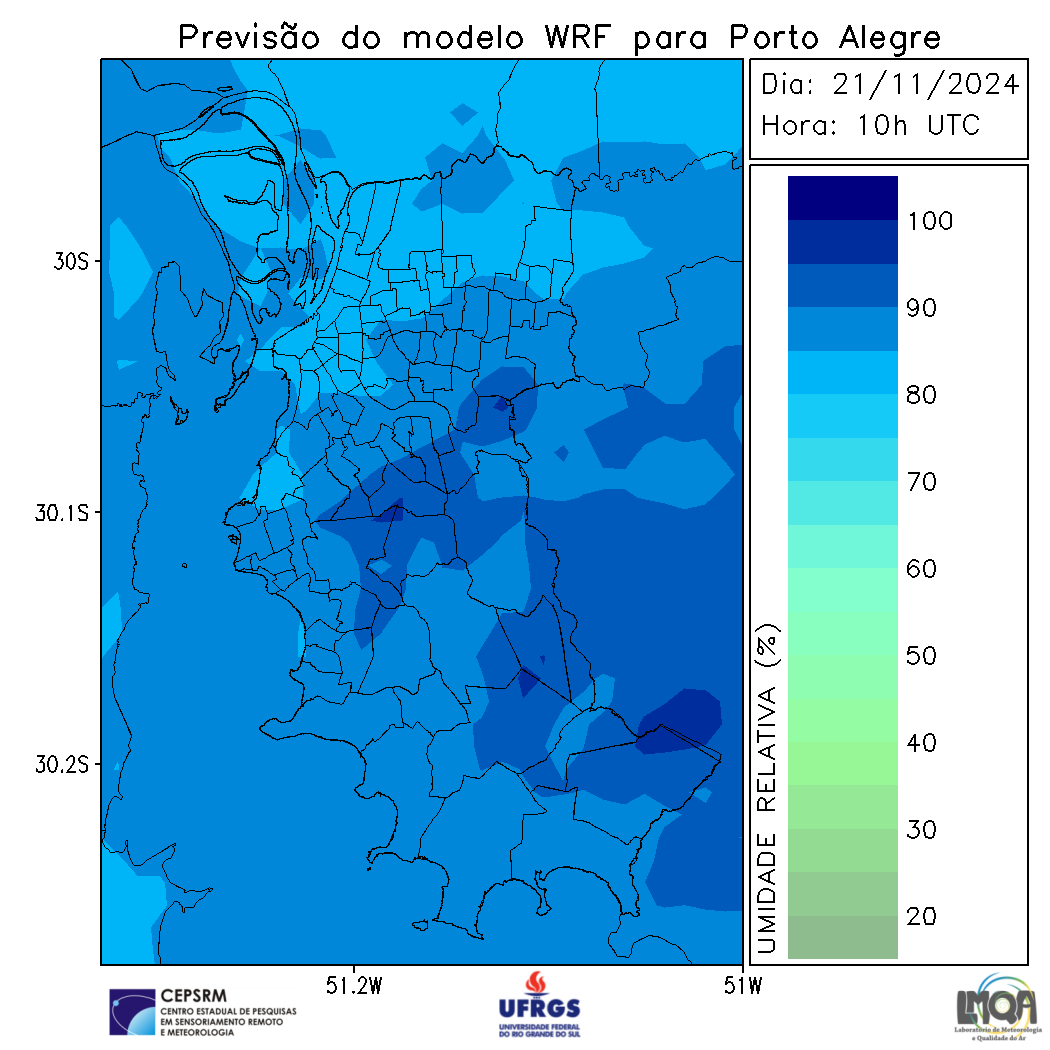 Previsão do modelo WRF para Porto Alegre
Dia: 21/11/2024
Hora: 10h UTC
100
90
80
70
60
50
40
30
20
UMIDADE RELATIVA (%)
30S
30.1S
30.2S
51.2W
51W
CEPSRM
CENTRO ESTADUAL DE PESQUISAS
EM SENSORIAMENTO REMOTO
E METEOROLOGIA
UFRGS
UNIVERSIDADE FEDERAL
DO RIO GRANDE DO SUL
LMQA
Laboratório de Meteorologia
e Qualidade do Ar